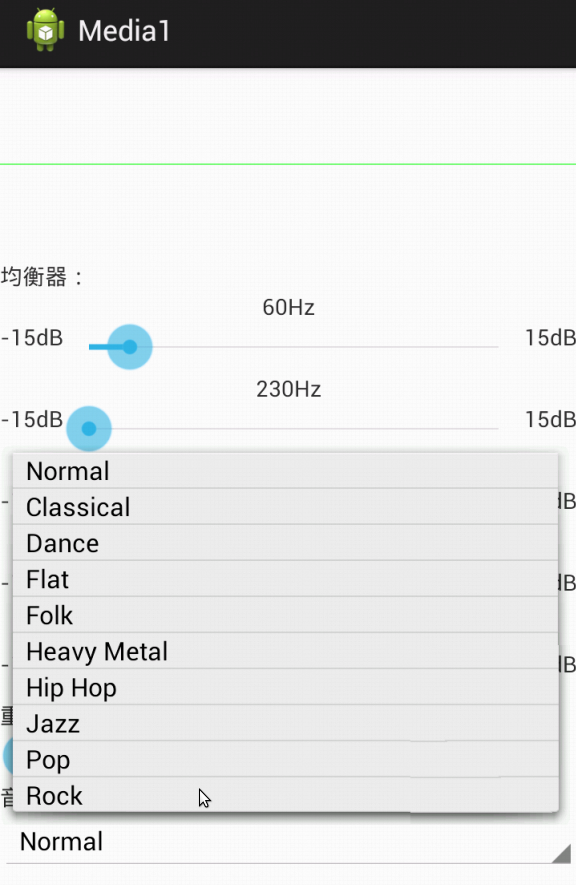 Media1
均衡器：
60Hz
-15dB 15dB
230Hz
-15dB 15dB
Normal
Classical
Dance
Flat
Folk
Heavy Metal
Hip Hop
Jazz
Pop
Rock
Normal